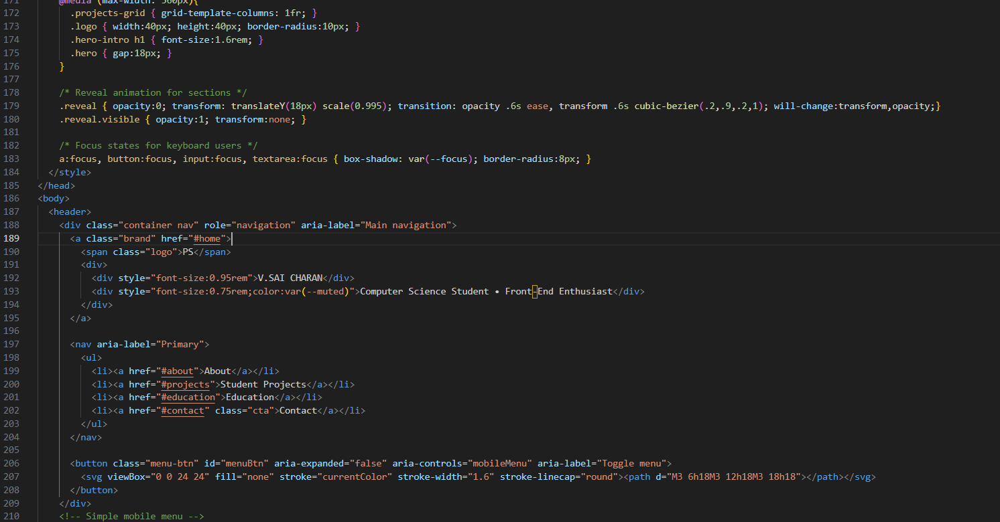 171 @media (max-width: 560px){
172 .projects-grid { grid-template-columns: 1fr; }
173 .logo { width:40px; height:40px; border-radius:10px; }
174 .hero-intro h1 { font-size:1.6rem; }
175 .hero { gap:18px; }
176 }
177
178 /* Reveal animation for sections */
179 .reveal { opacity:0; transform: translateY(18px) scale(0.995); transition: opacity .6s ease, transform .6s cubic-bezier(.2,.9,.2,1); will-change:transform,opacity;}
180 .reveal.visible { opacity:1; transform:none; }
181
182 /* Focus states for keyboard users */
183 a:focus, button:focus, input:focus, textarea:focus { box-shadow: var(--focus); border-radius:8px; }
184 </style>
185 </head>
186 <body>
187 <header>
188 <div class="container nav" role="navigation" aria-label="Main navigation">
189 <a class="brand" href="#home">
190 <span class="logo">PS</span>
191 <div>
192 <div style="font-size:0.95rem">V.SAI CHARAN</div>
193 <div style="font-size:0.75rem;color:var(--muted)">Computer Science Student • Front‑End Enthusiast</div>
194 </div>
195 </a>
196
197 <nav aria-label="Primary">
198 <ul>
199 <li><a href="#about">About</a></li>
200 <li><a href="#projects">Student Projects</a></li>
201 <li><a href="#education">Education</a></li>
202 <li><a href="#contact" class="cta">Contact</a></li>
203 </ul>
204 </nav>
205
206 <button class="menu-btn" id="menuBtn" aria-expanded="false" aria-controls="mobileMenu" aria-label="Toggle menu">
207 <svg viewBox="0 0 24 24" fill="none" stroke="currentColor" stroke-width="1.6" stroke-linecap="round"><path d="M3 6h18M3 12h18M3 18h18"></path></svg>
208 </button>
209 </div>
210 <!-- Simple mobile menu -->